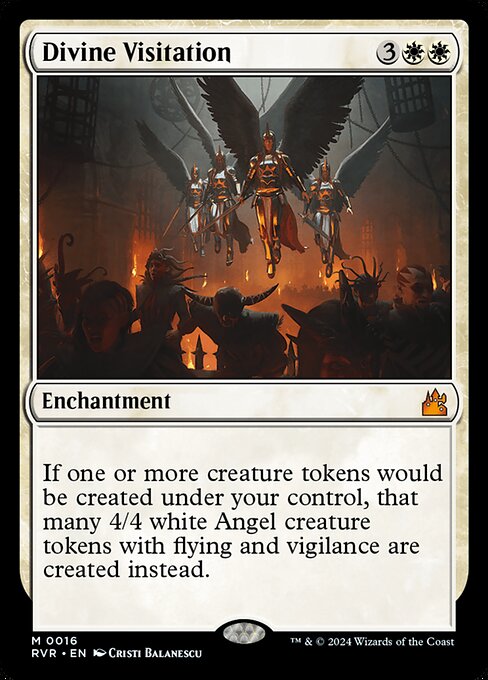 Divine Visitation 3
Enchantment
If one or more creature tokens would
be created under your control, that
many 4/4 white Angel creature
tokens with flying and vigilance are
created instead.
M 0016
RVR • EN Cristi Balanescu
™ & © 2024 Wizards of the Coast